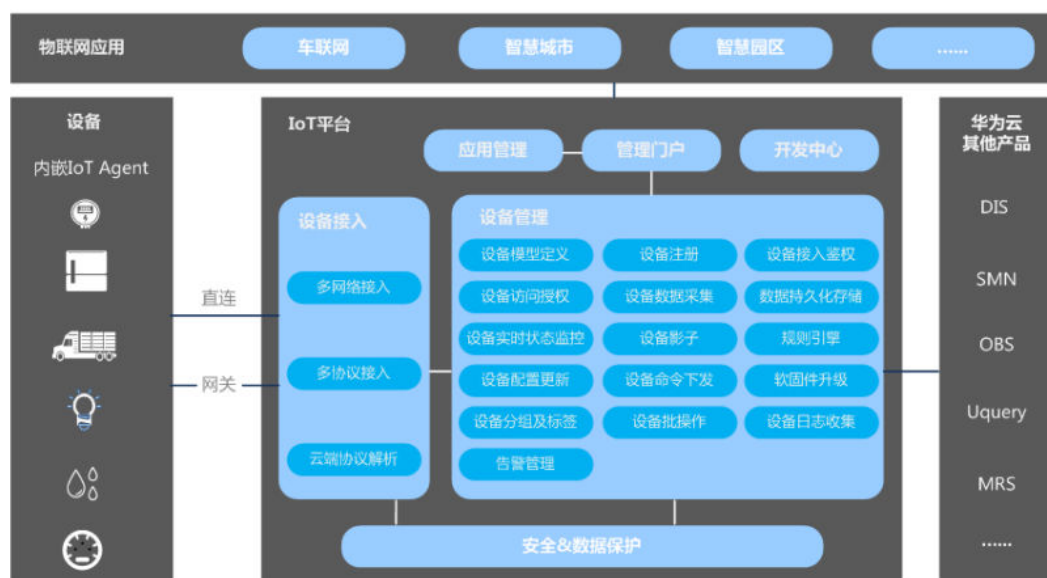 物联网应用
车联网
智慧城市
智慧园区
......
设备
内嵌IoT Agent
直连
网关
IoT平台
应用管理
管理门户
开发中心
设备接入
多网络接入
多协议接入
云端协议解析
设备管理
设备模型定义
设备注册
设备接入鉴权
设备访问授权
设备数据采集
数据持久化存储
设备实时状态监控
设备影子
规则引擎
设备配置更新
设备命令下发
软固件升级
设备分组及标签
设备批操作
设备日志收集
告警管理
安全&数据保护
华为云
其他产品
DIS
SMN
OBS
Uquery
MRS
......